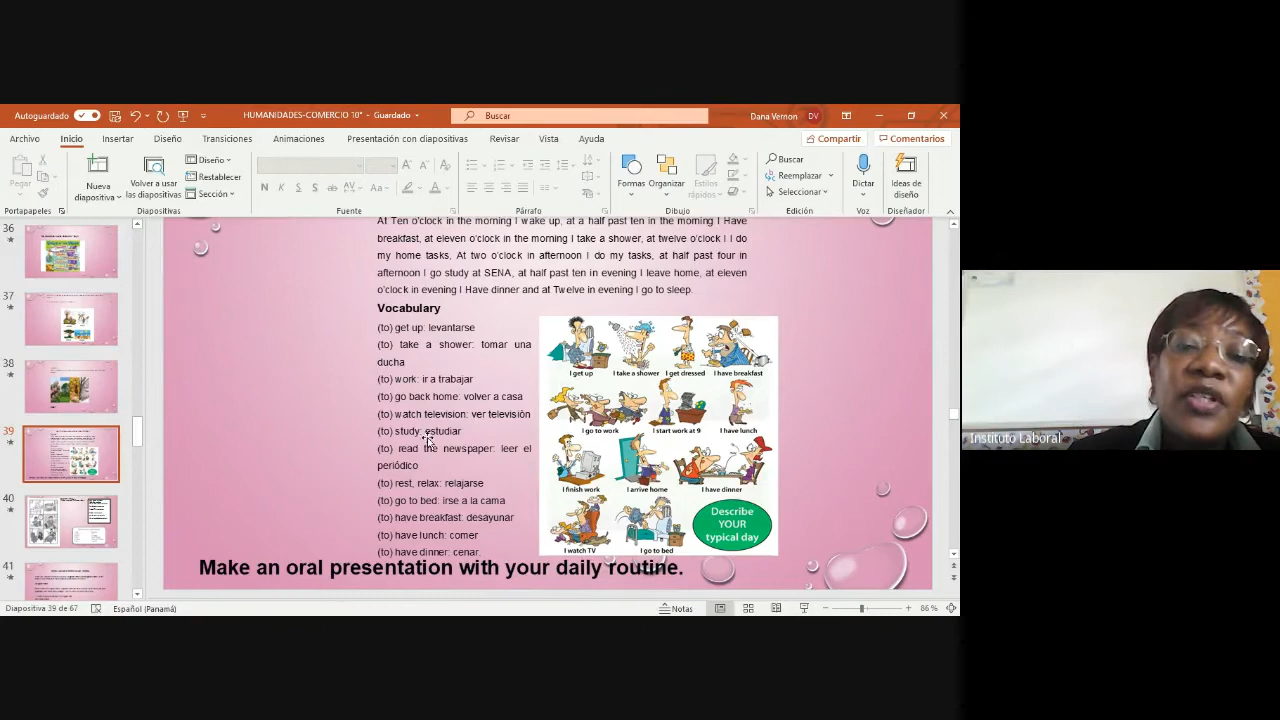 Autoguardado
HUMANIDADES-COMERCIO 10° - Guardado
Buscar
Dana Vernon DV
Archivo Inicio Insertar Diseño Transiciones Animaciones Presentación con diapositivas Revisar Vista Ayuda
Compartir Comentarios
Pegar
Nueva diapositiva
Volver a usar las diapositivas
Diseño
Restablecer
Sección
N K S S ab AV Aa
Formas
Organizar
Estilos rápidos
Buscar
Reemplazar
Seleccionar
Dictar
Ideas de diseño
Portapapeles Diapositivas Fuente Párrafo Dibujo Edición Voz Diseñador
36
37
38
39
40
41
At Ten o'clock in the morning I wake up, at a half past ten in the morning I Have
breakfast, at eleven o'clock in the morning I take a shower, at twelve o'clock I I do
my home tasks, At two o'clock in afternoon I do my tasks, at half past four in
afternoon I go study at SENA, at half past ten in evening I leave home, at eleven
o'clock in evening I Have dinner and at Twelve in evening I go to sleep.
Vocabulary
(to) get up: levantarse
(to) take a shower: tomar una
ducha
(to) work: ir a trabajar
(to) go back home: volver a casa
(to) watch television: ver televisión
(to) study: estudiar
(to) read the newspaper: leer el
periódico
(to) rest, relax: relajarse
(to) go to bed: irse a la cama
(to) have breakfast: desayunar
(to) have lunch: comer
(to) have dinner: cenar.
I get up I take a shower I get dressed I have breakfast
I go to work I start work at 9 I have lunch
I finish work I arrive home I have dinner
I watch TV I go to bed
Describe
YOUR
typical day
Make an oral presentation with your daily routine.
Diapositiva 39 de 67 Español (Panamá)
Notas
86 %
Instituto Laboral